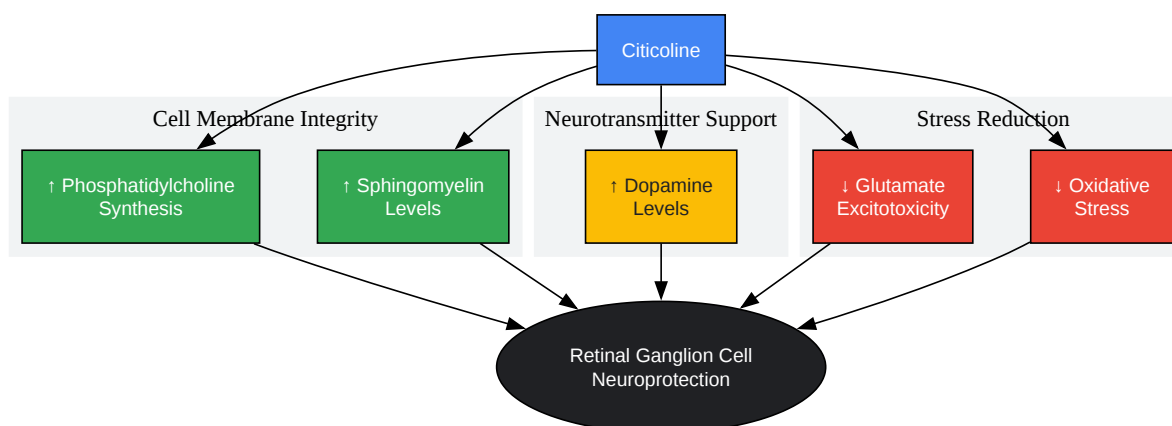 Citicoline
Cell Membrane Integrity
Neurotransmitter Support
Stress Reduction
↑ Phosphatidylcholine
Synthesis
↑ Sphingomyelin
Levels
↑ Dopamine
Levels
↓ Glutamate
Excitotoxicity
↓ Oxidative
Stress
Retinal Ganglion Cell
Neuroprotection